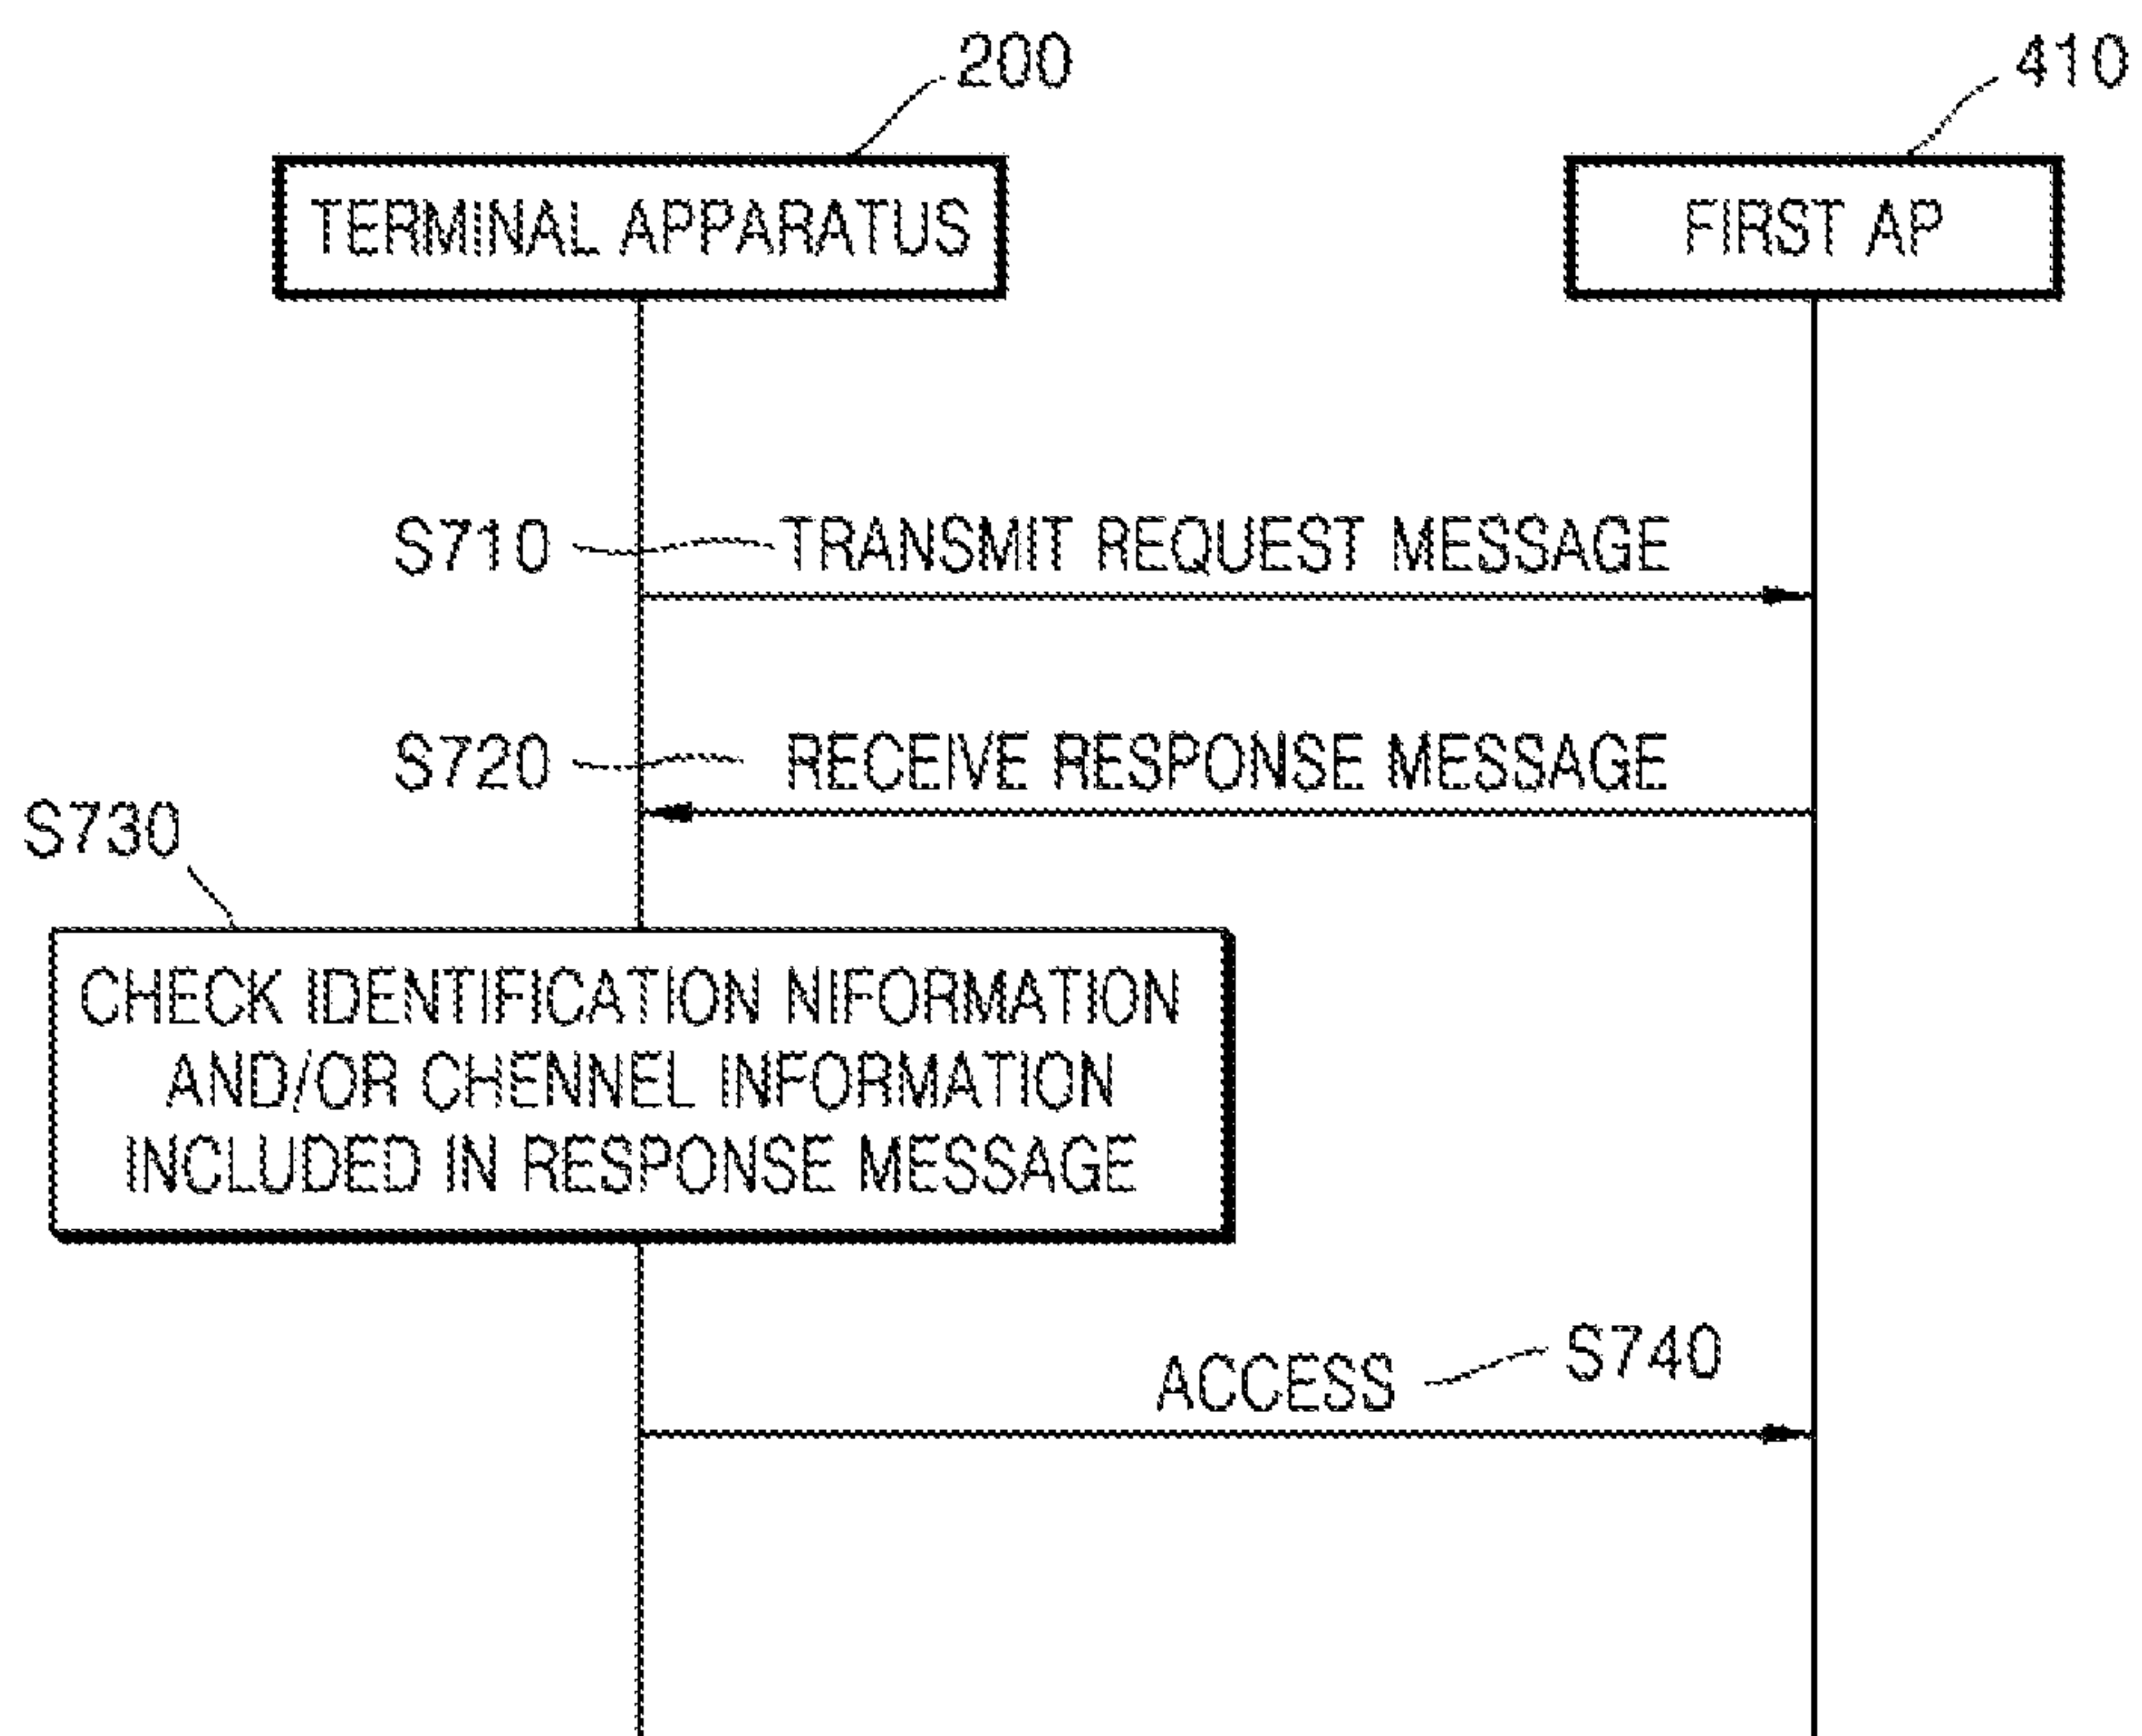 200
410
TERMINAL APPARATUS
FIRST AP
S710
TRANSMIT REQUEST MESSAGE
S720
RECEIVE RESPONSE MESSAGE
S730
CHECK IDENTIFICATION NIFORMATION
AND/OR CHENNEL INFORMATION
INCLUDED IN RESPONSE MESSAGE
ACCESS
S740